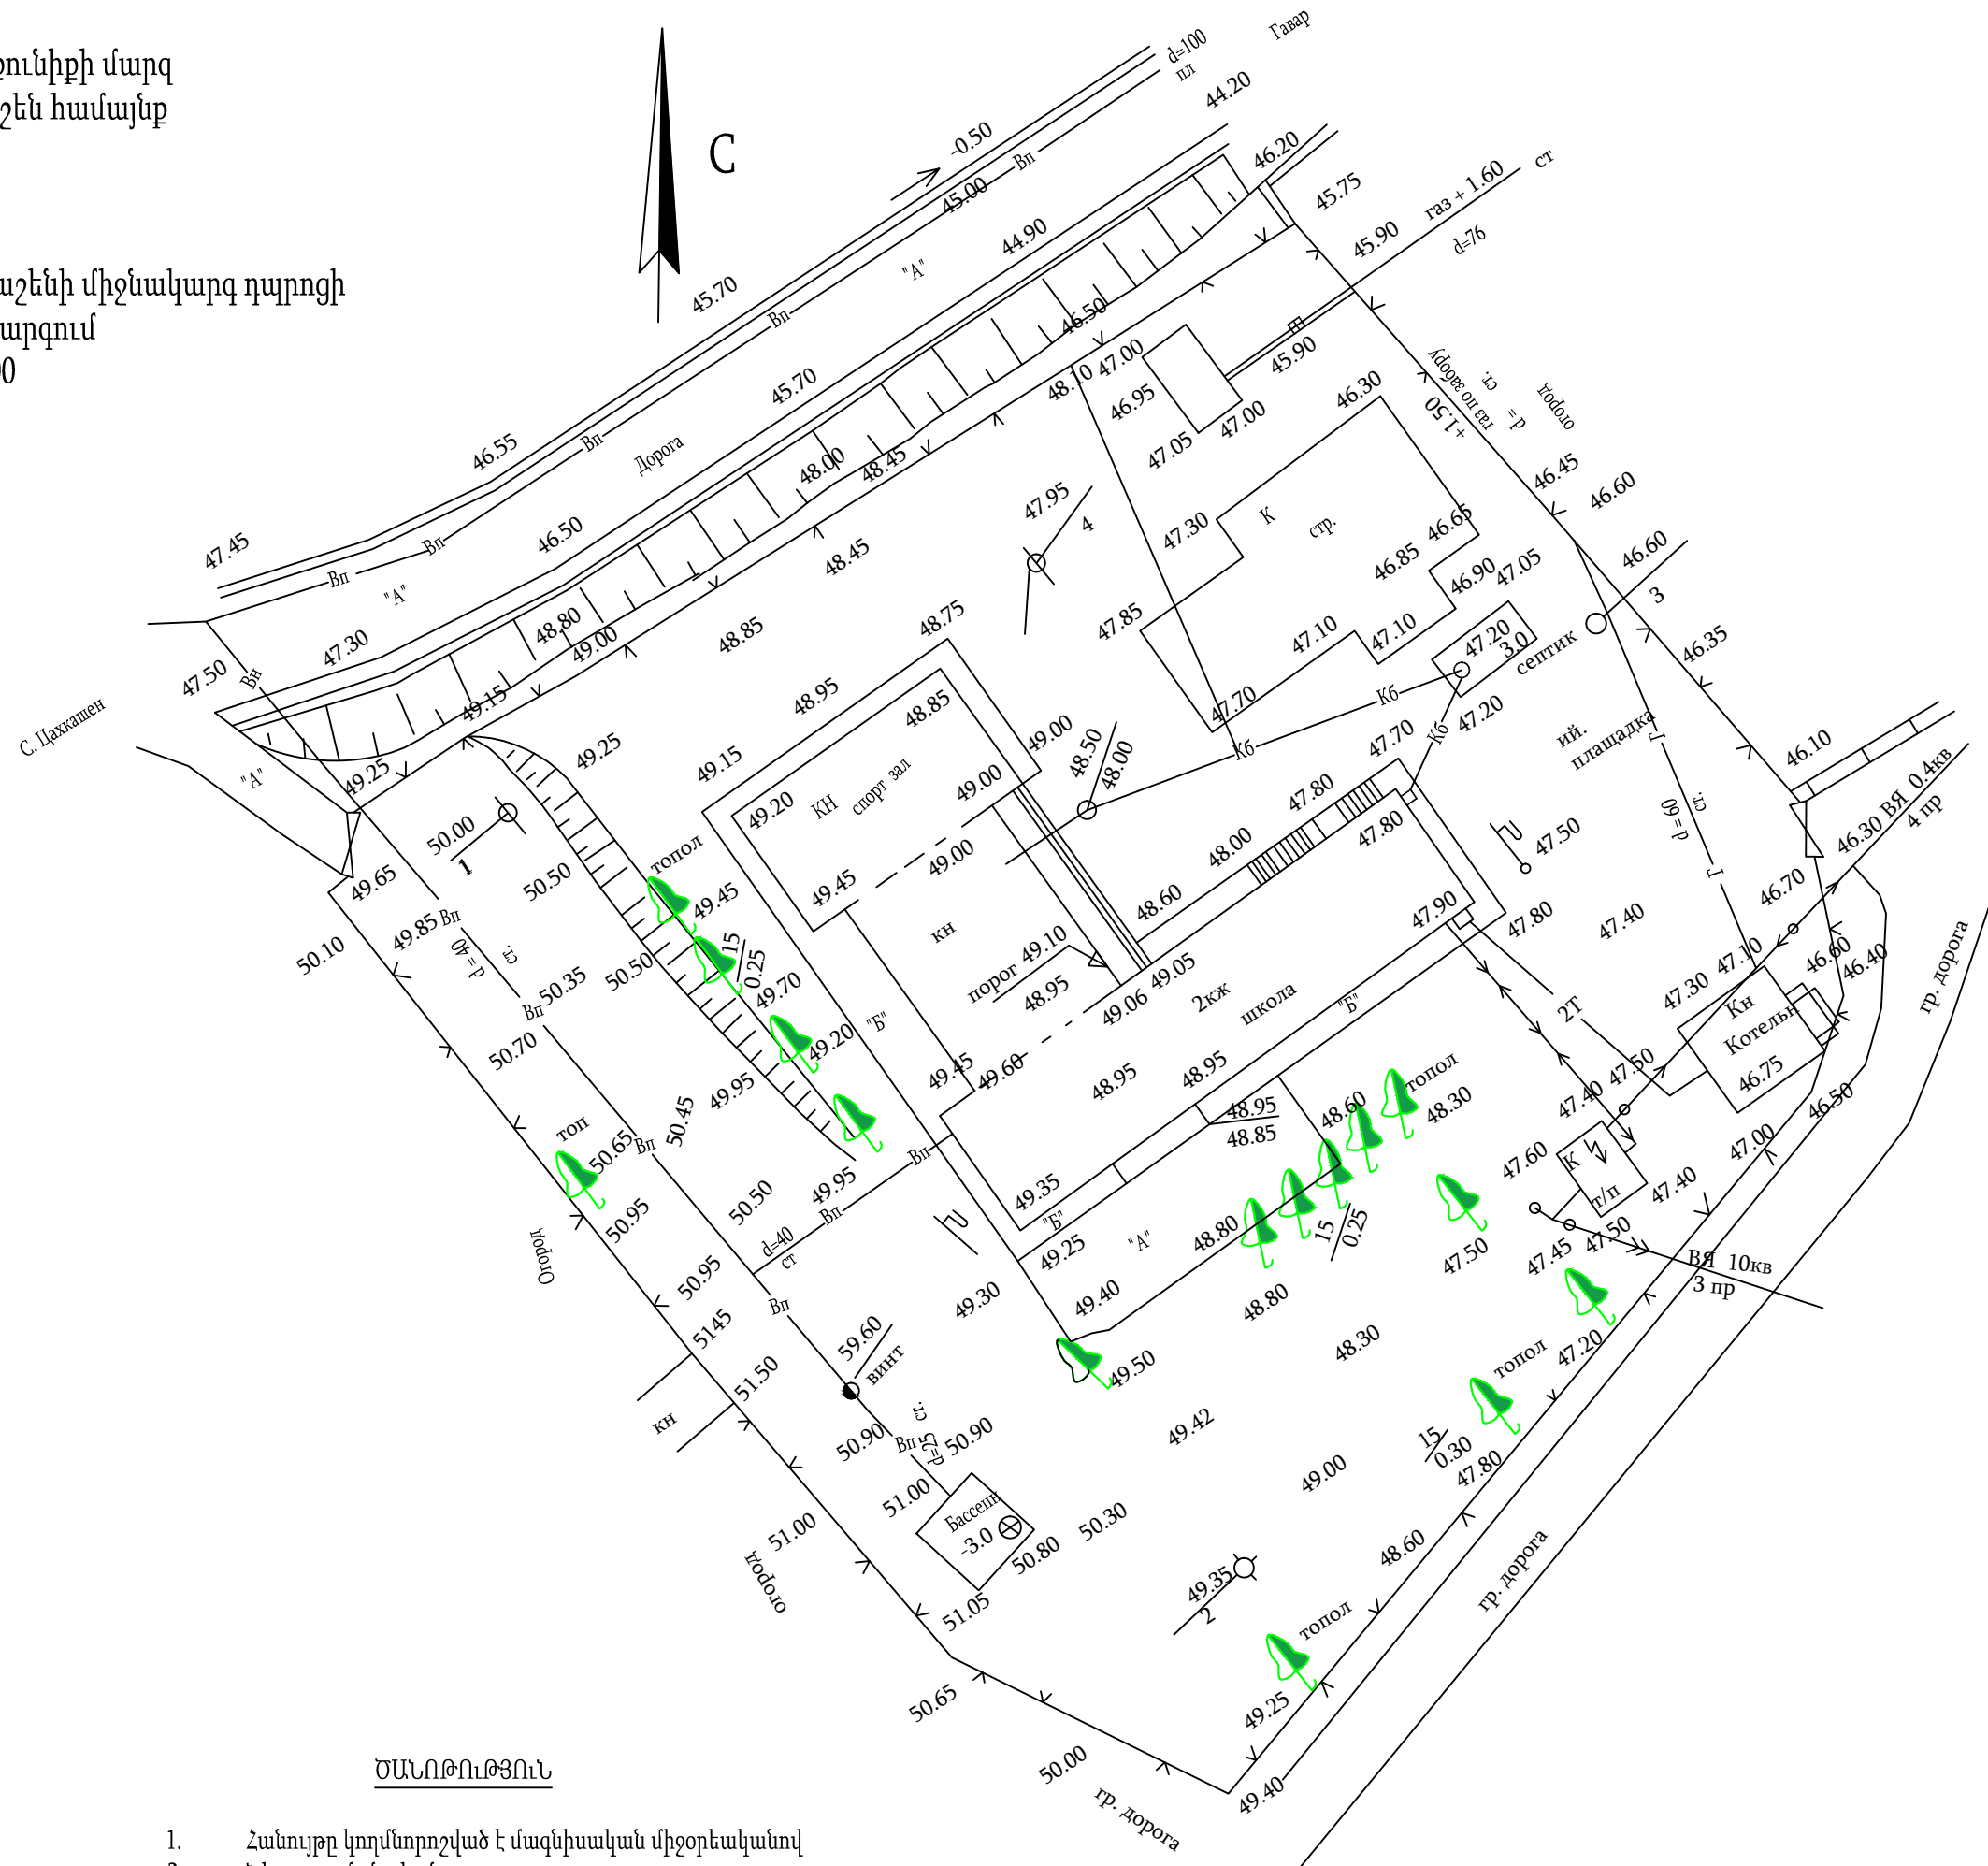 մարզ
համայնք
միջնակարգ դպրոցի
С
Гавар
d=100
пл
44.20
-0.50
Вп
45.00
44.90
"А"
46.20
45.75
45.90
газ + 1.60
ст
d=76
45.70
Вп
45.70
46.50
48.10
47.00
46.95
45.90
47.05
47.00
46.30
+1.50
газ по забору
d =
ст.
огород
46.55
Вп
Дорога
48.00
48.45
47.45
Вп
46.50
Вп
"А"
47.95
4
48.45
47.30
К
стр.
46.65
46.85
46.90
47.05
46.45
46.60
46.60
3
47.50
Вн
47.30
48.80
49.00
48.85
48.75
47.85
47.10
47.10
47.20
3.0
септик
46.35
С. Цахкашен
"А"
49.15
49.25
49.25
48.95
48.85
49.15
49.00
48.50
48.00
47.70
Кб
Кб
Кб
47.20
47.70
ий.
площадка
Г
46.10
ВЯ 0.4кв
4 пр
50.00
1
49.20
КН
спорт зал
49.00
47.80
47.80
48.00
47.50
d = 60
ст.
46.30
49.65
49.85
Вп
d = 40
ст.
50.50
топол
49.45
49.45
49.00
кн
48.60
47.90
47.80
47.40
Г
46.70
50.10
50.35
Вп
50.50
15
0.25
49.70
порог 49.10
48.95
49.05
49.06
2кж
школа
"Б"
2Т
47.30
47.10
46.60
46.40
гр. дорога
50.70
49.20
"Б"
49.95
49.45
49.60
48.95
48.95
Кн
Котельн
46.75
топ
50.65
Вп
50.45
Вп
49.95
Вп
50.50
d=40
ст
49.35
"Б"
49.25
"А"
48.95
48.85
48.60
топол
48.30
47.50
47.40
46.50
47.00
47.60
К
т/п
47.40
47.50
47.45
47.50
ВЯ 10кв
3 пр
Огород
50.95
50.95
5145
51.50
кн
Вп
59.60
винт
49.30
49.40
48.80
48.80
15
0.25
48.30
49.50
топол
47.20
50.90
Вп
d=25
ст.
50.90
49.42
49.00
15
0.30
47.80
51.00
51.00
Бассеин
-3.0
50.80
50.30
огород
51.05
49.35
2
48.60
гр. дорога
топол
50.65
49.25
50.00
гр. дорога
49.40
ԾԱՆՈԹՈւԹՅՈւՆ
1. Հանույթը կողմնորոշված է մագնիսական միջօրեականով